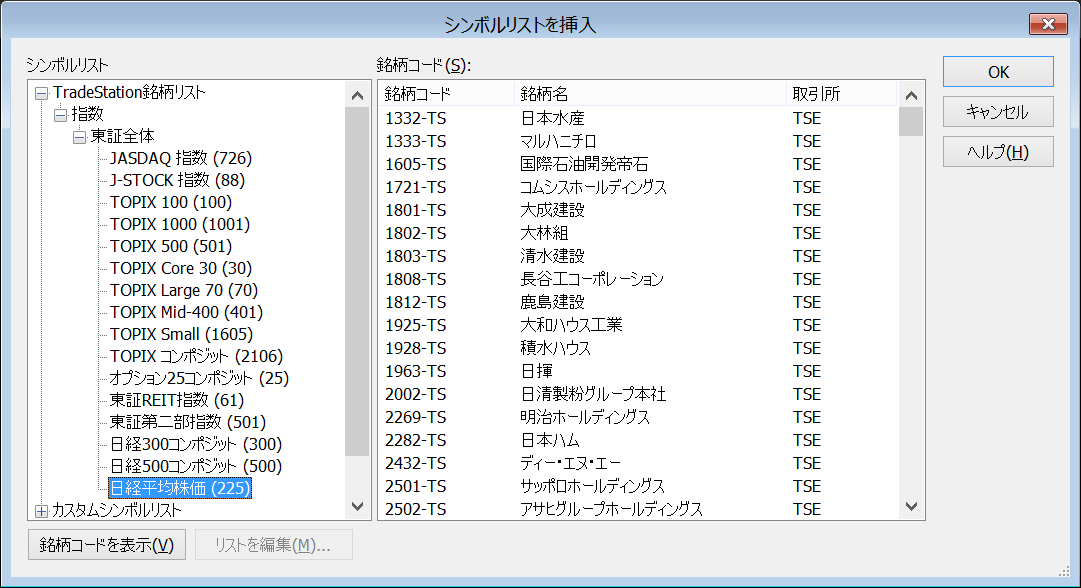 シンボルリストを挿入
シンボルリスト
TradeStation銘柄リスト
指数
東証全体
JASDAQ 指数 (726)
J-STOCK 指数 (88)
TOPIX 100 (100)
TOPIX 1000 (1001)
TOPIX 500 (501)
TOPIX Core 30 (30)
TOPIX Large 70 (70)
TOPIX Mid-400 (401)
TOPIX Small (1605)
TOPIX コンポジット (2106)
オプション25コンポジット (25)
東証REIT指数 (61)
東証第二部指数 (501)
日経300コンポジット (300)
日経500コンポジット (500)
日経平均株価 (225)
カスタムシンボルリスト
銘柄コードを表示(V)
リストを編集(M)...
銘柄コード(S):
銘柄コード 銘柄名 取引所
1332-TS 日本水産 TSE
1333-TS マルハニチロ TSE
1605-TS 国際石油開発帝石 TSE
1721-TS コムシスホールディングス TSE
1801-TS 大成建設 TSE
1802-TS 大林組 TSE
1803-TS 清水建設 TSE
1808-TS 長谷工コーポレーション TSE
1812-TS 鹿島建設 TSE
1925-TS 大和ハウス工業 TSE
1928-TS 積水ハウス TSE
1963-TS 日揮 TSE
2002-TS 日清製粉グループ本社 TSE
2269-TS 明治ホールディングス TSE
2282-TS 日本ハム TSE
2432-TS ディー・エヌ・エー TSE
2501-TS サッポロホールディングス TSE
2502-TS アサヒグループホールディングス TSE
OK
キャンセル
ヘルプ(H)